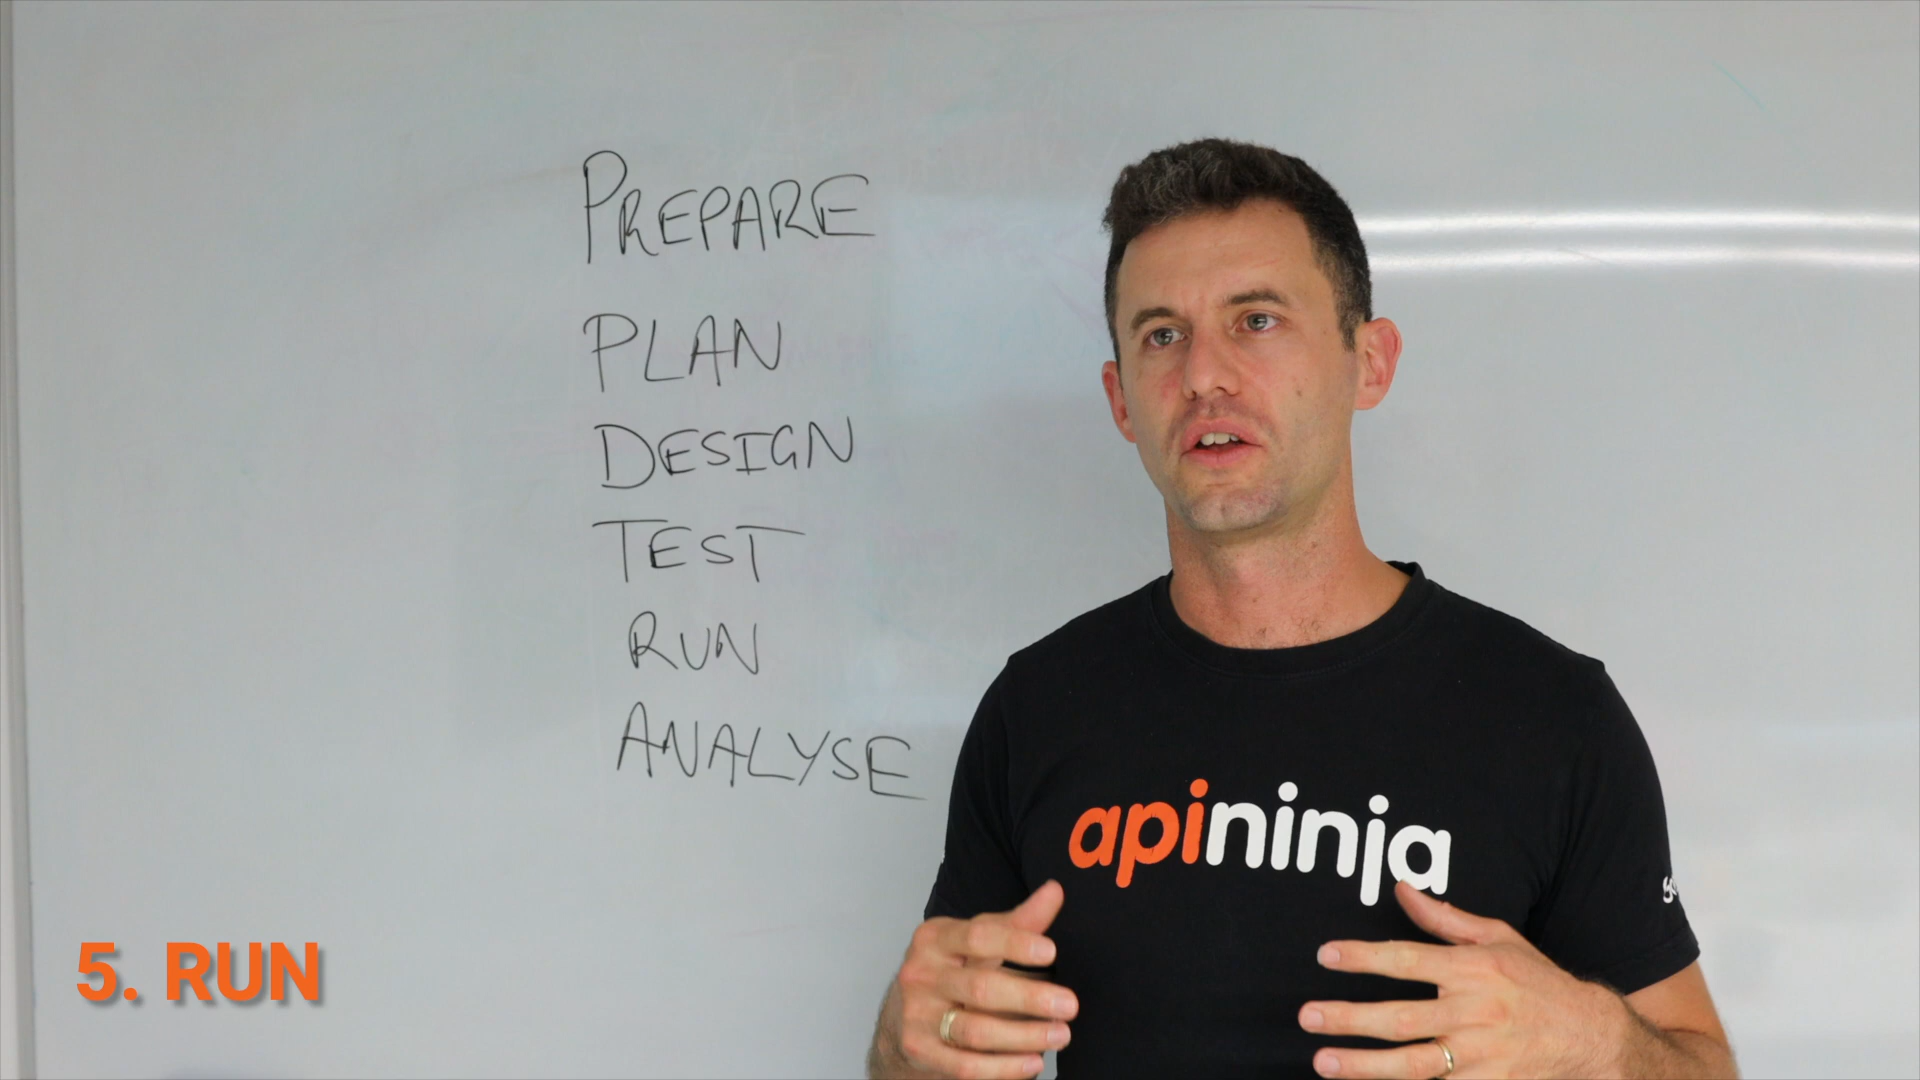 PREPARE
PLAN
DESIGN
TEST
RUN
ANALYSE
apininja
5. RUN